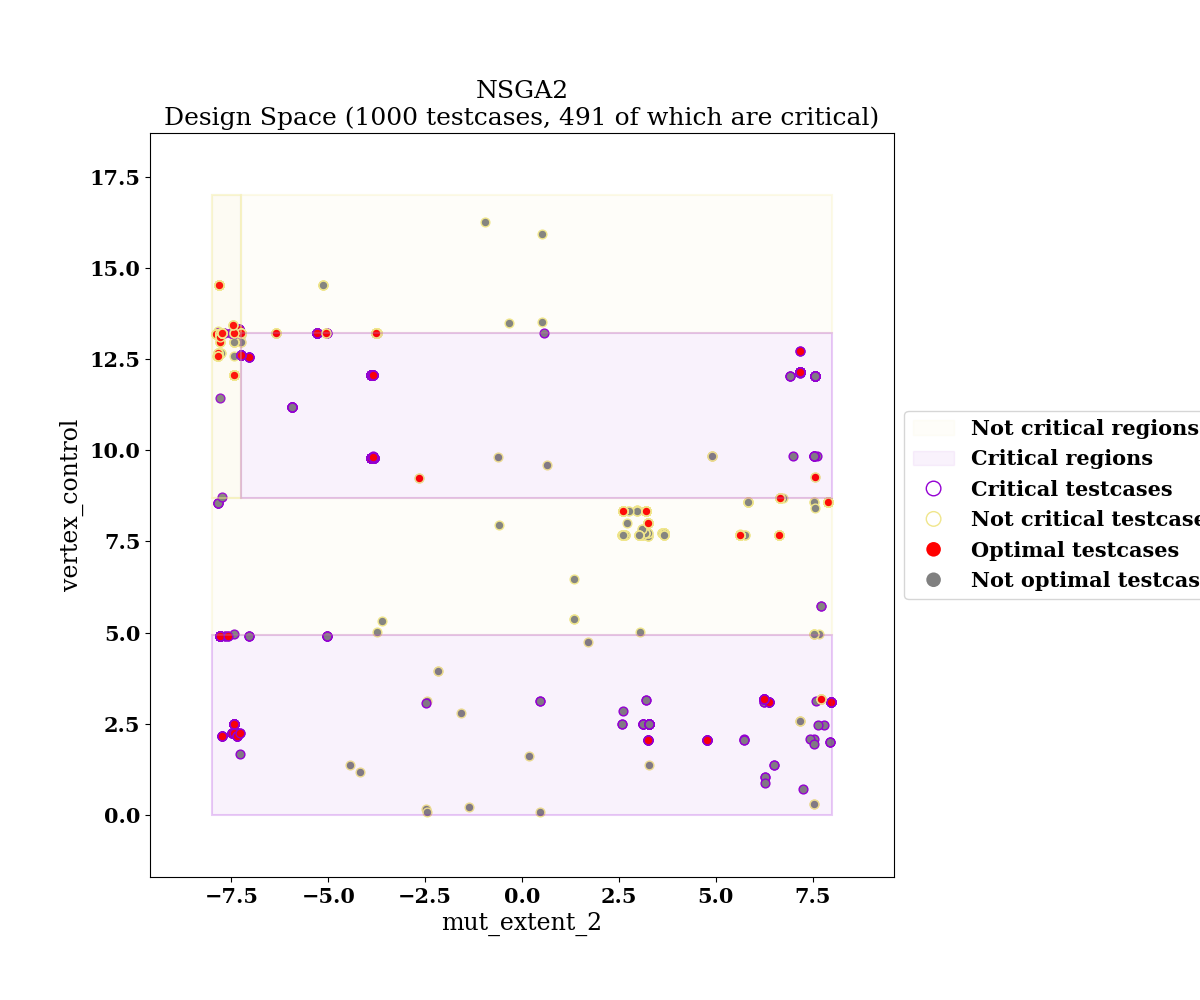 NSGA2
Design Space (1000 testcases, 491 of which are critical)
17.5
15.0
12.5
10.0
7.5
5.0
2.5
0.0
vertex_control
−7.5
−5.0
−2.5
0.0
2.5
5.0
7.5
mut_extent_2
Not critical regions
Critical regions
Critical testcases
Not critical testcase
Optimal testcases
Not optimal testcas